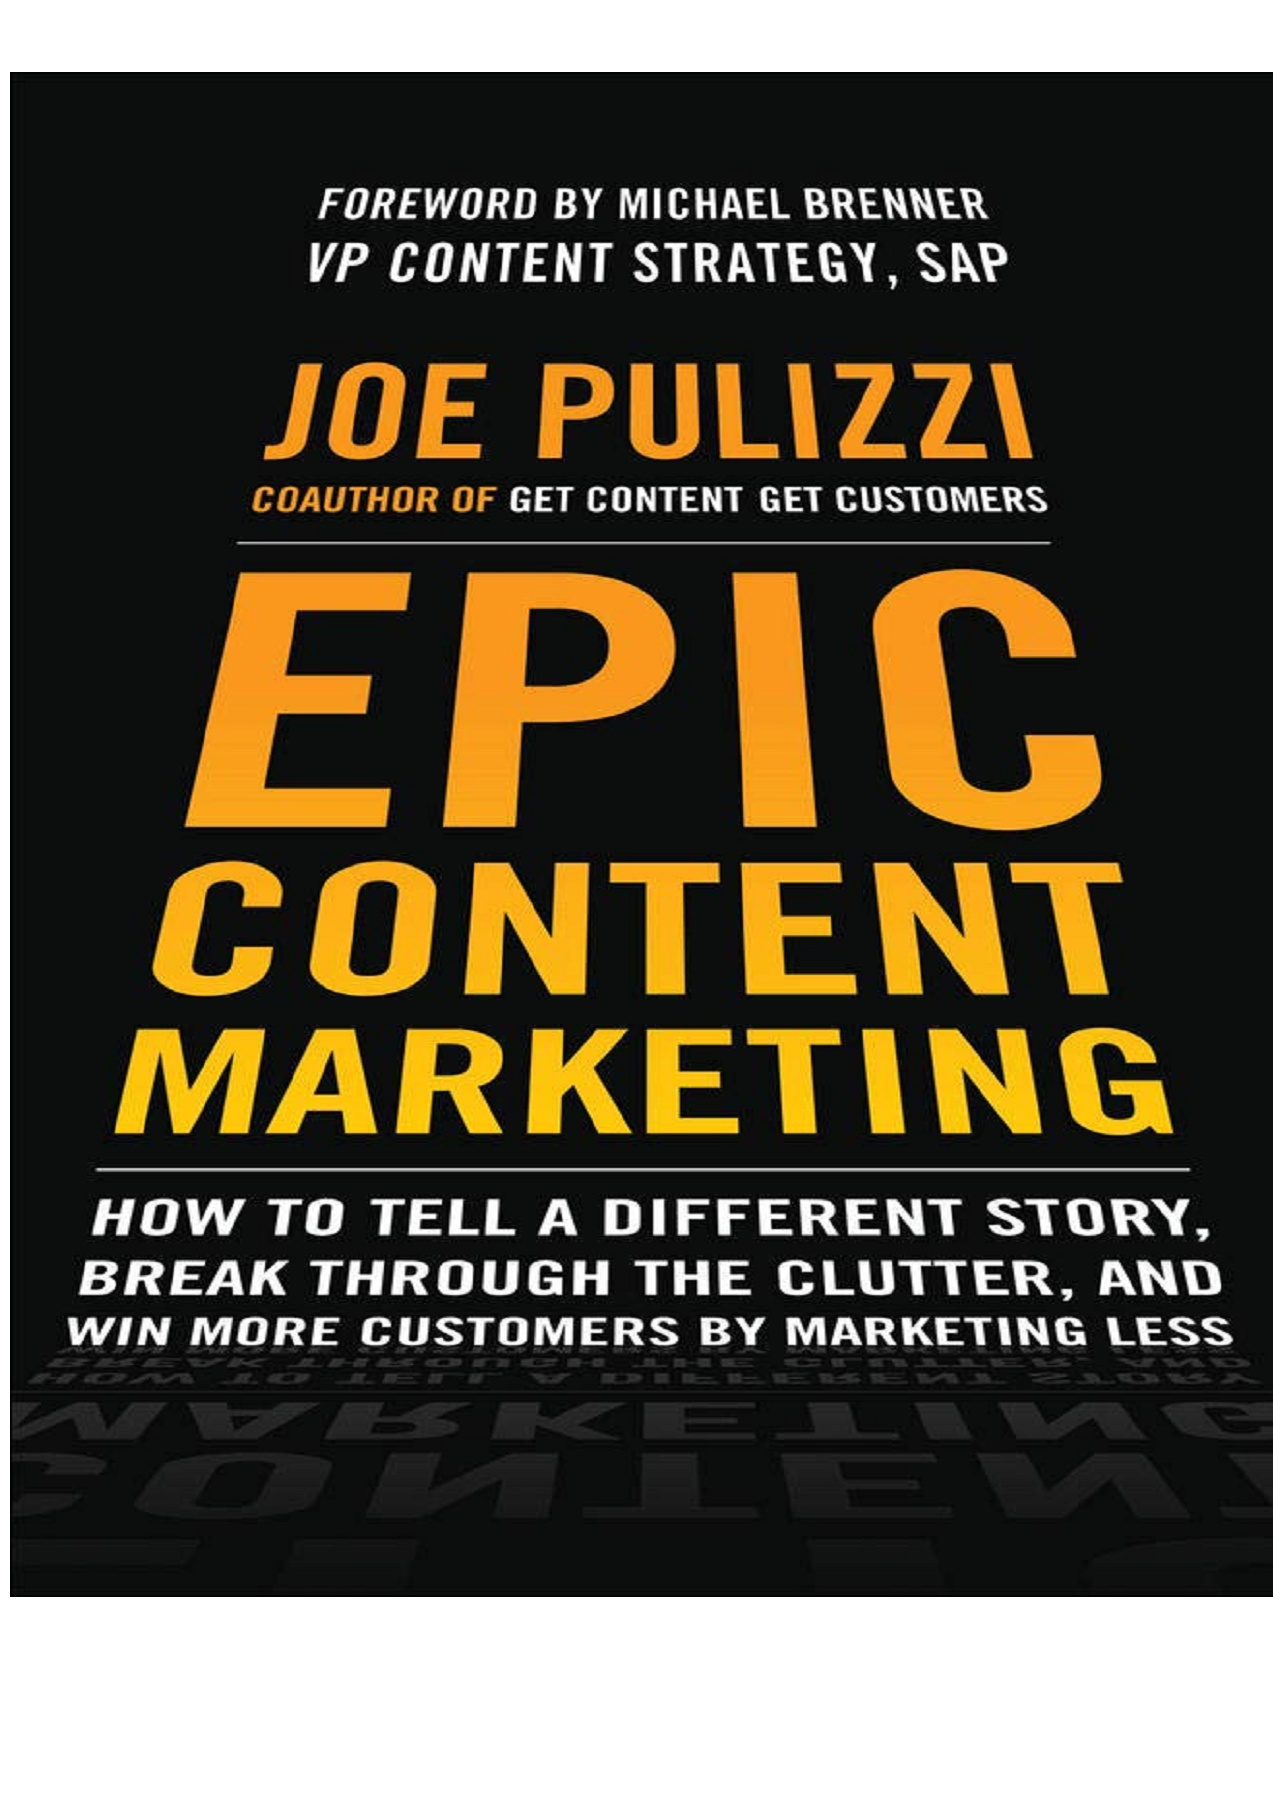 FOREWORD BY MICHAEL BRENNER
VP CONTENT STRATEGY, SAP
JOE PULIZZI
COAUTHOR OF GET CONTENT GET CUSTOMERS
EPIC
CONTENT
MARKETING
HOW TO TELL A DIFFERENT STORY,
BREAK THROUGH THE CLUTTER, AND
WIN MORE CUSTOMERS BY MARKETING LESS